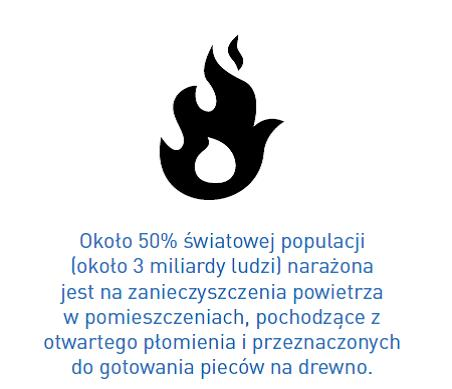 Około 50% światowej populacji
(około 3 miliardy ludzi) narażona
jest na zanieczyszczenia powietrza
w pomieszczeniach, pochodzące z
otwartego płomienia i przeznaczonych
do gotowania pieców na drewno.